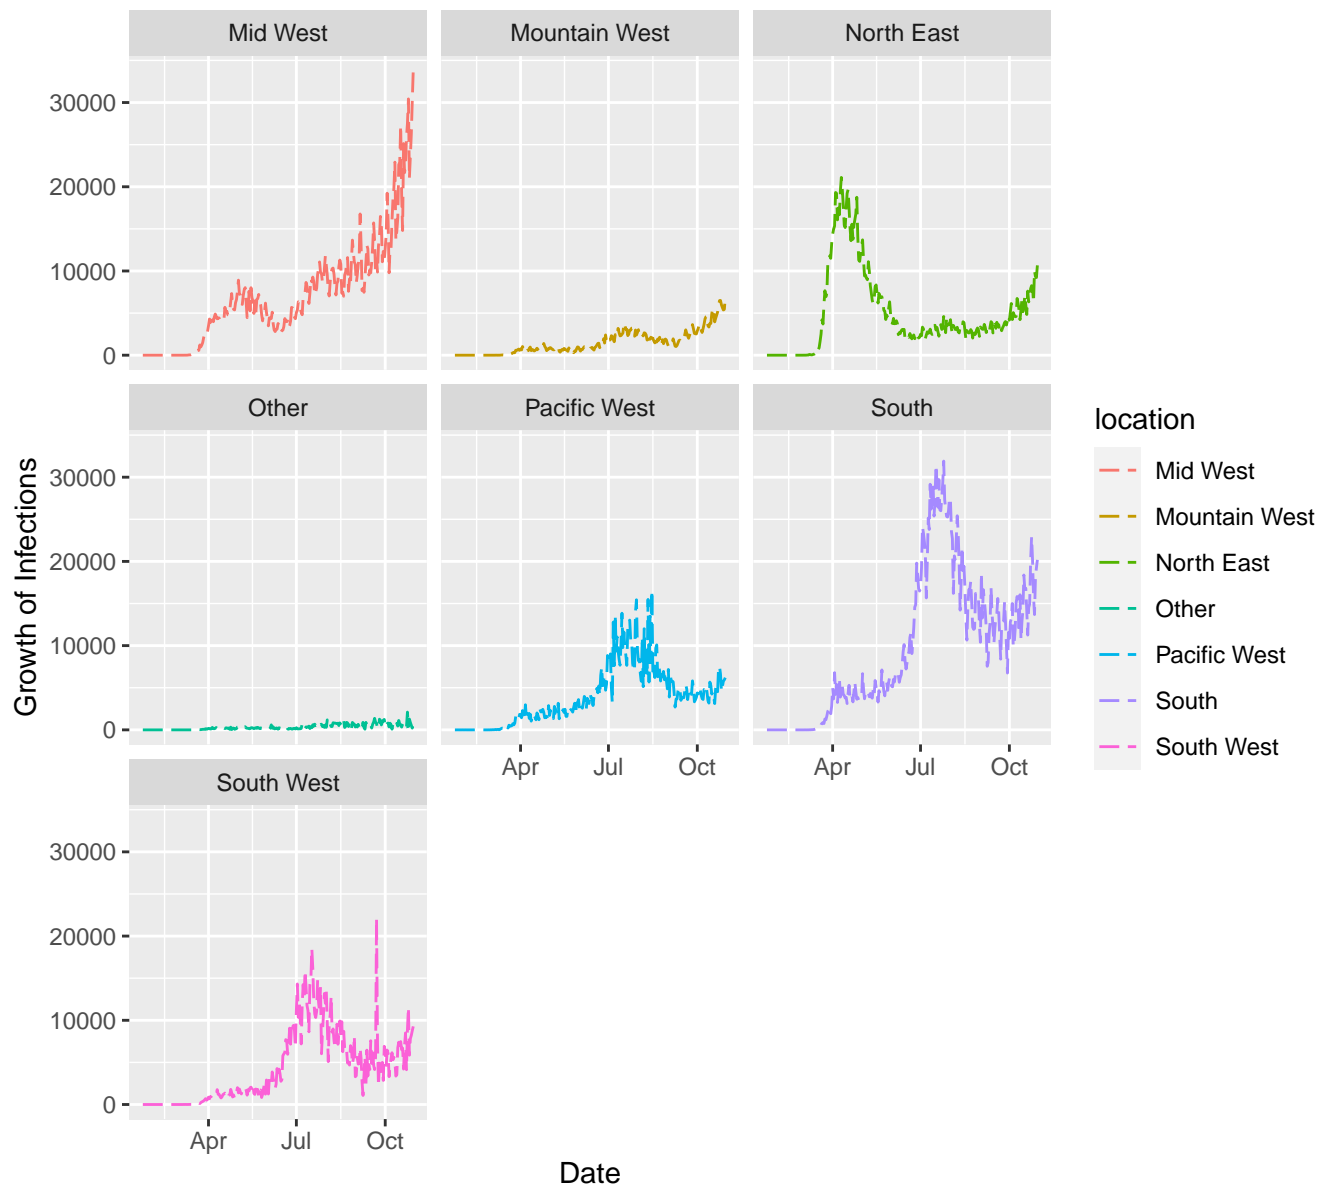 Mid West
Mountain West
North East
30000
20000
10000
0
Other
Pacific West
South
30000
20000
10000
0
Apr
Jul
Oct
Apr
Jul
Oct
South West
30000
20000
10000
0
Apr
Jul
Oct
Growth of Infections
Date
location
Mid West
Mountain West
North East
Other
Pacific West
South
South West